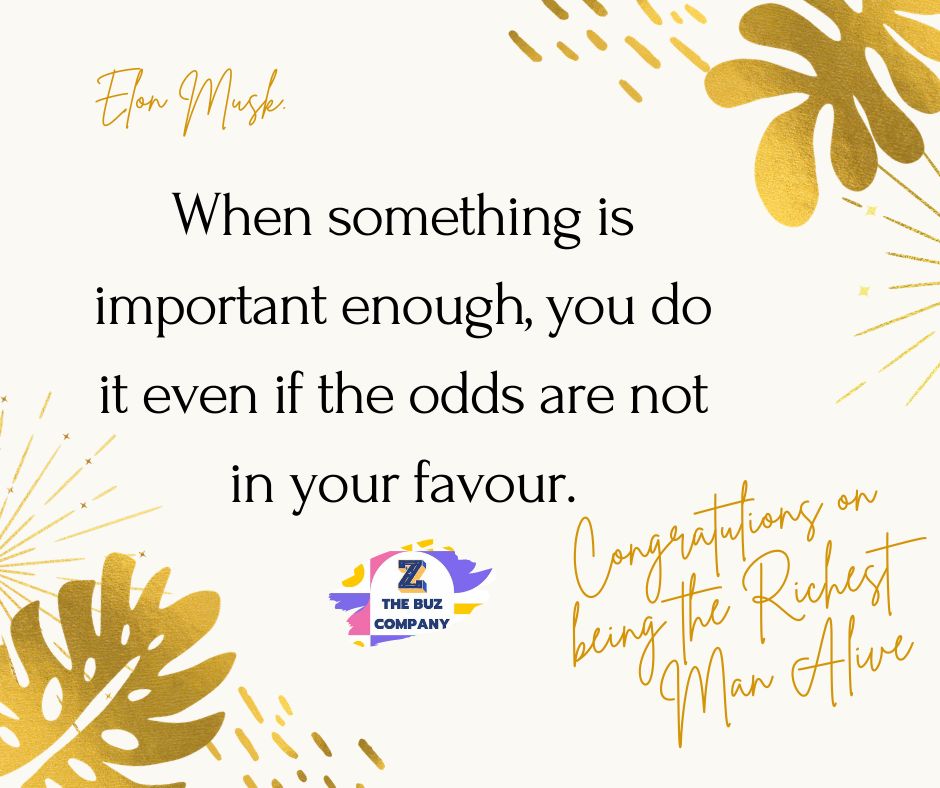 Elon Musk.
When something is
important enough, you do
it even if the odds are not
in your favour.
Z
THE BUZ
COMPANY
Congratutions on
being the Richest
Man Alive